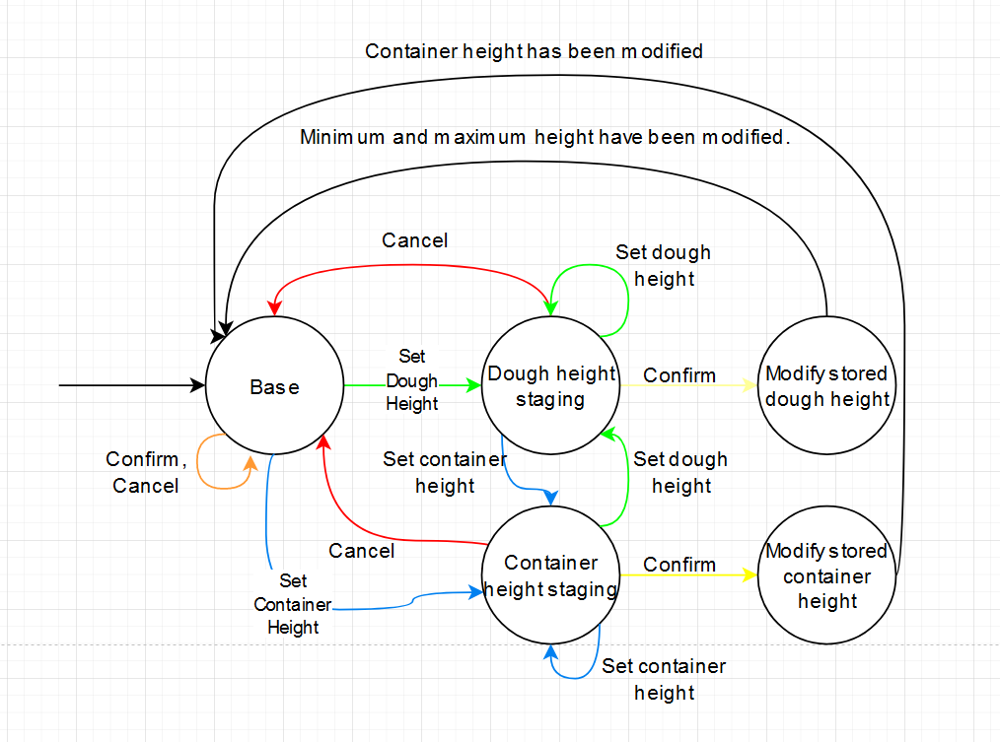 Container height has been modified
Minimum and maximum height have been modified.
Cancel
Set dough
height
Set
Dough
Height
Base
Dough height
staging
Confirm
Modify stored
dough height
Confirm,
Cancel
Set container
height
Set dough
height
Cancel
Set
Container
Height
Container
height staging
Confirm
Modify stored
container
height
Set container
height